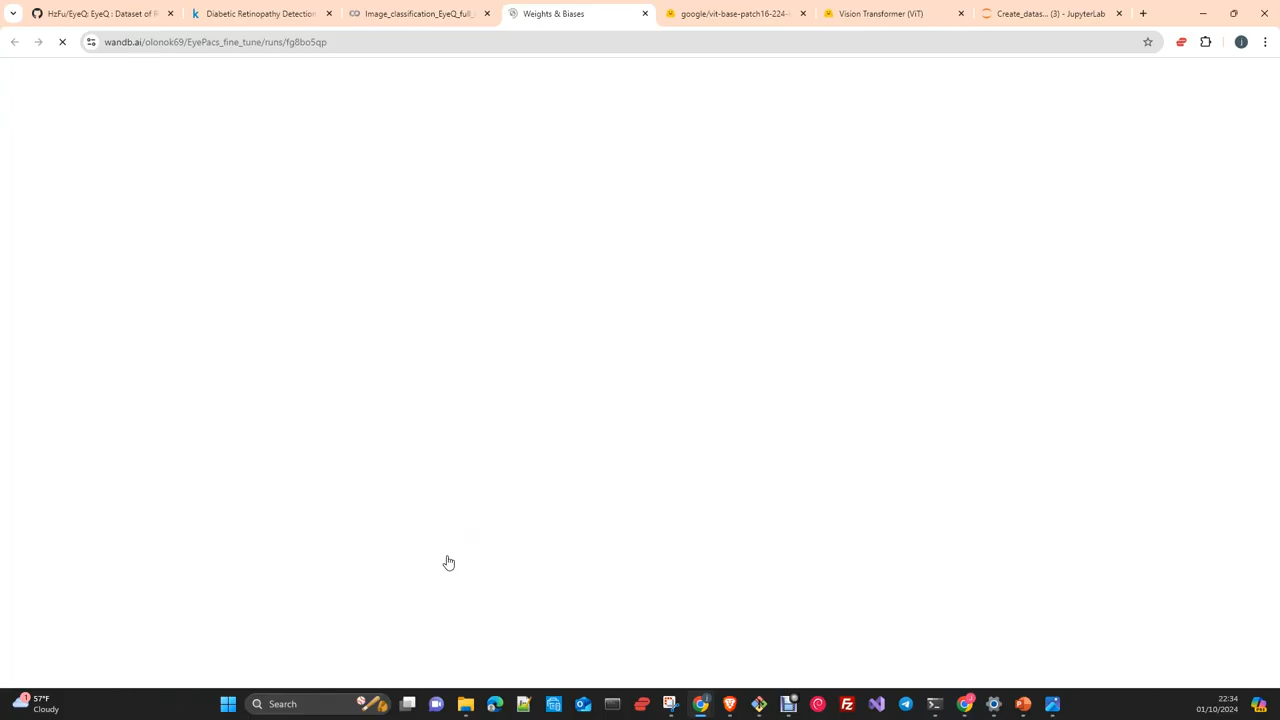 HzFu/EyeQ: EyeQ : Dataset of R
Diabetic Retinopathy Detection
Image_classification_EyeQ_full_
Weights & Biases
google/vit-base-patch16-224-
Vision Transformer (ViT)
Create_datas... (3) - JupyterLab
wandb.ai/olonok69/EyePacs_fine_tune/runs/fg8bo5qp
1
57°F
Cloudy
Search
22:34
01/10/2024